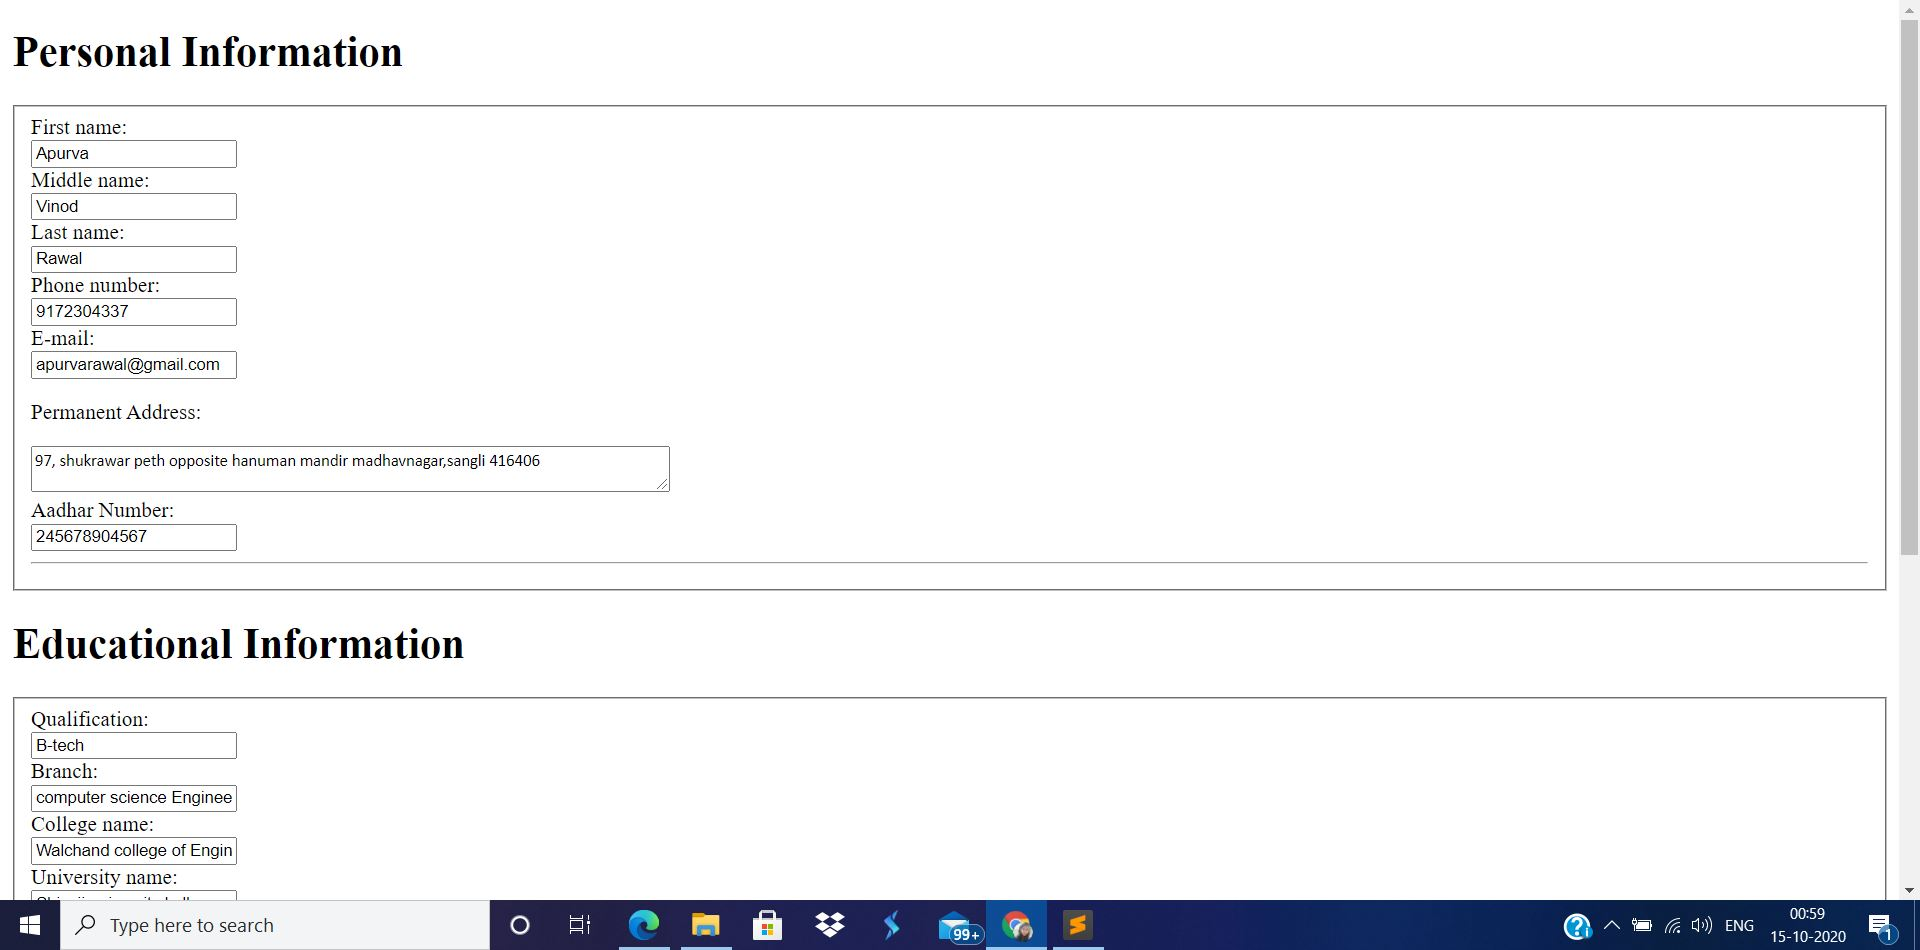 Personal Information
First name:
Apurva
Middle name:
Vinod
Last name:
Rawal
Phone number:
9172304337
E-mail:
apurvarawal@gmail.com
Permanent Address:
97, shukrawar peth opposite hanuman mandir madhavnagar,sangli 416406
Aadhar Number:
245678904567
Educational Information
Qualification:
B-tech
Branch:
computer science Enginee
College name:
Walchand college of Engin
University name:
Type here to search
99+
ENG
00:59
15-10-2020
1